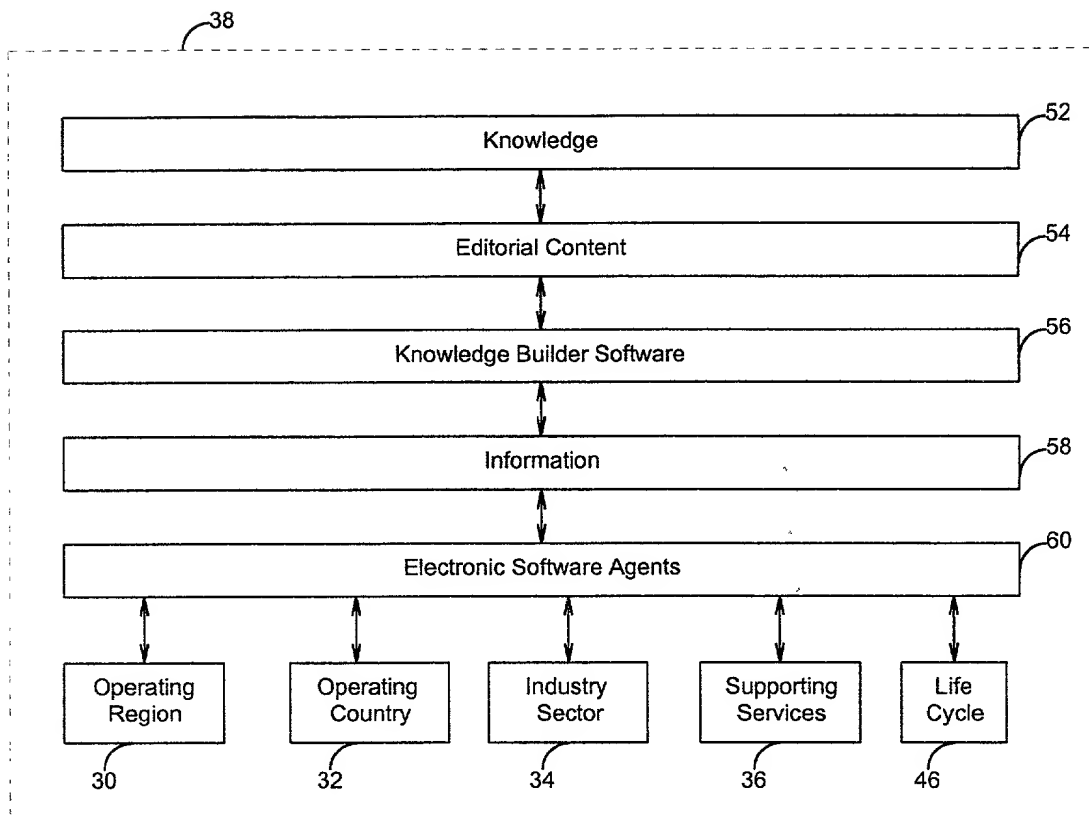 38
52
Knowledge
54
Editorial Content
56
Knowledge Builder Software
58
Information
60
Electronic Software Agents
Operating
Region
Operating
Country
Industry
Sector
Supporting
Services
Life
Cycle
30
32
34
36
46